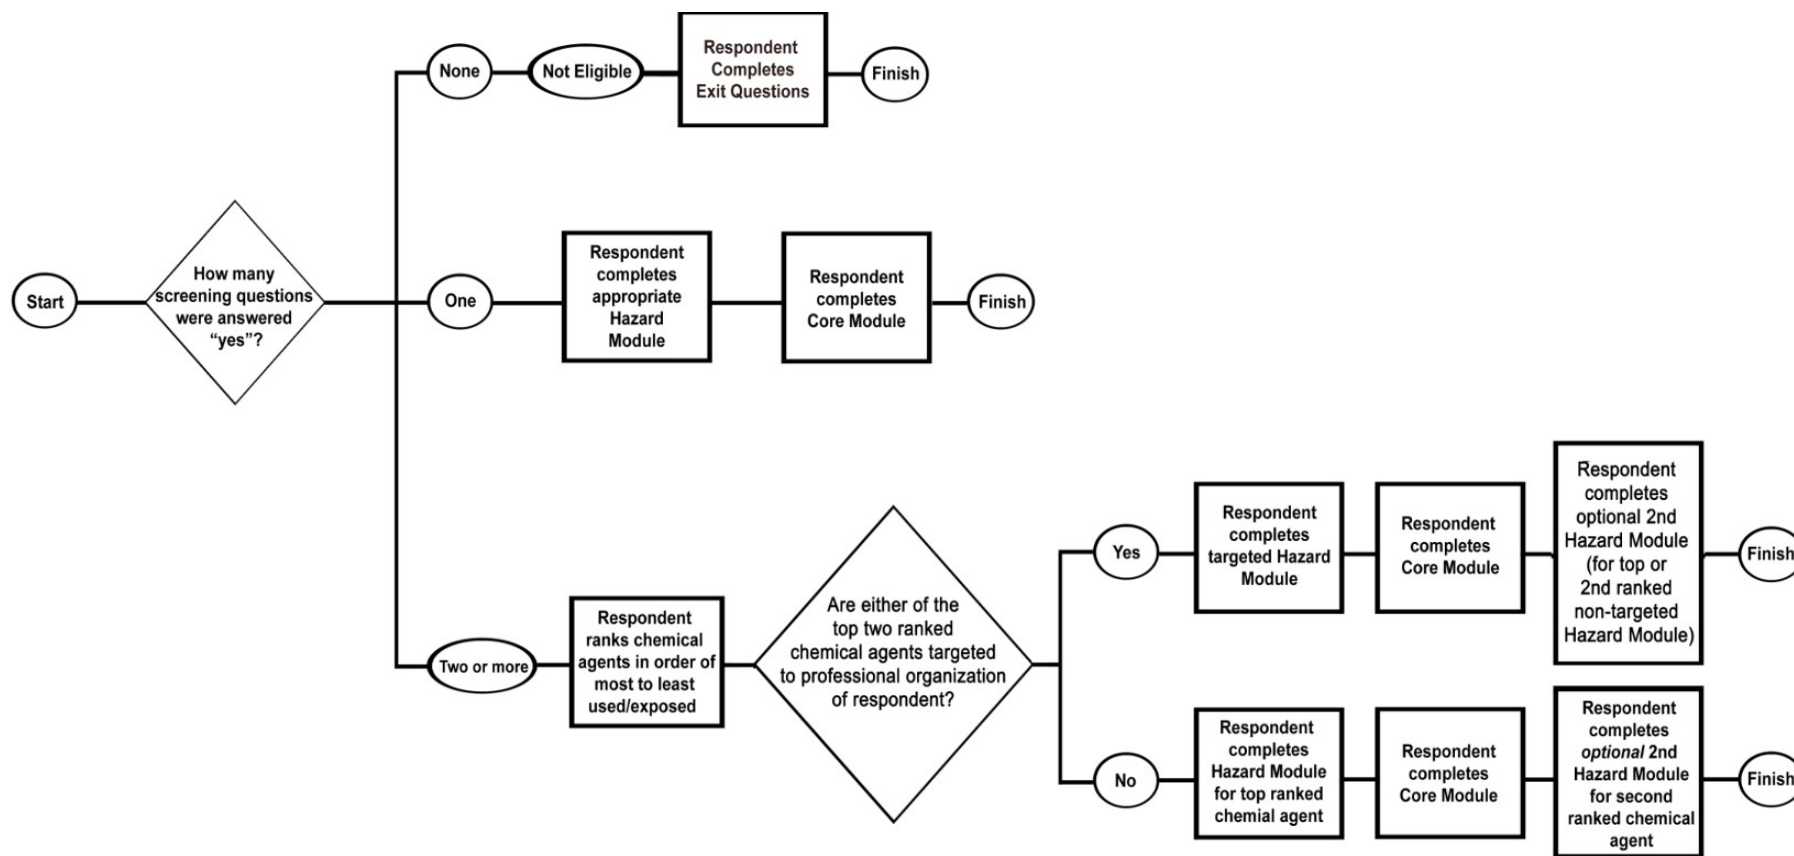 Start
How many
screening questions
were answered
“yes”?
None
Not Eligible
Respondent
Completes
Exit Questions
Finish
One
Respondent
completes
appropriate
Hazard
Module
Respondent
completes
Core Module
Finish
Two or more
Respondent
ranks chemical
agents in order of
most to least
used/exposed
Are either of the
top two ranked
chemical agents targeted
to professional organization
of respondent?
Yes
Respondent
completes
targeted Hazard
Module
Respondent
completes
Core Module
Respondent
completes
optional 2nd
Hazard Module
(for top or
2nd ranked
non-targeted
Hazard Module)
Finish
No
Respondent
completes
Hazard Module
for top ranked
chemial agent
Respondent
completes
Core Module
Respondent
completes
optional 2nd
Hazard Module
for second
ranked chemical
agent
Finish